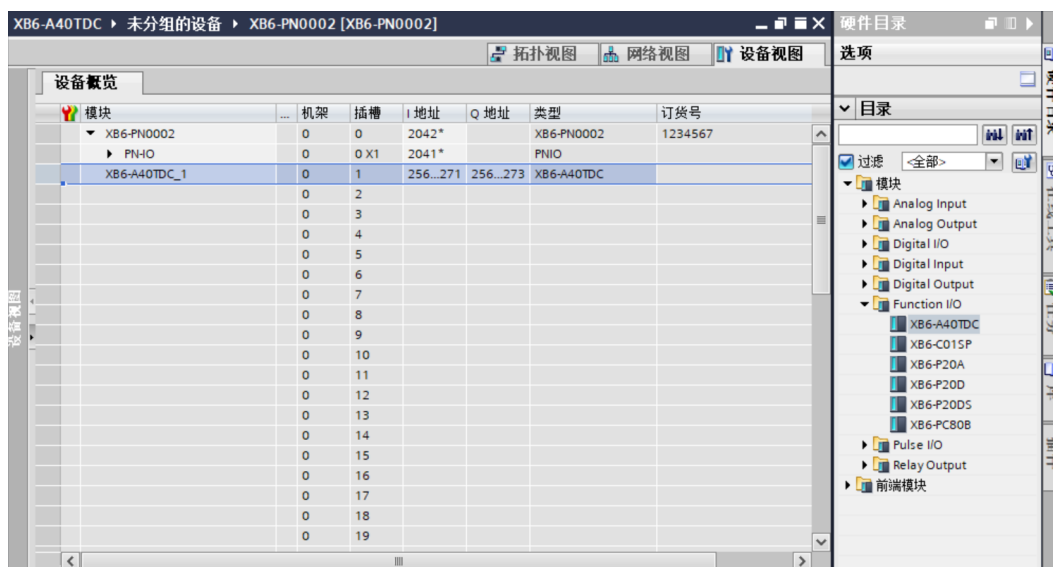 XB6-A40TDC ▸ 未分组的设备 ▸ XB6-PN0002 [XB6-PN0002]
硬件目录
拓扑视图 网络视图 设备视图
选项
设备概览
模块 ... 机架 插槽 I 地址 Q 地址 类型 订货号
XB6-PN0002 0 0 2042* XB6-PN0002 1234567
PN-IO 0 0 X1 2041* PNIO
XB6-A40TDC_1 0 1 256...271 256...273 XB6-A40TDC
0 2
0 3
0 4
0 5
0 6
0 7
0 8
0 9
0 10
0 11
0 12
0 13
0 14
0 15
0 16
0 17
0 18
0 19
设备视图
目录
过滤 <全部>
模块
Analog Input
Analog Output
Digital I/O
Digital Input
Digital Output
Function I/O
XB6-A40TDC
XB6-C01SP
XB6-P20A
XB6-P20D
XB6-P20DS
XB6-PC80B
Pulse I/O
Relay Output
前端模块